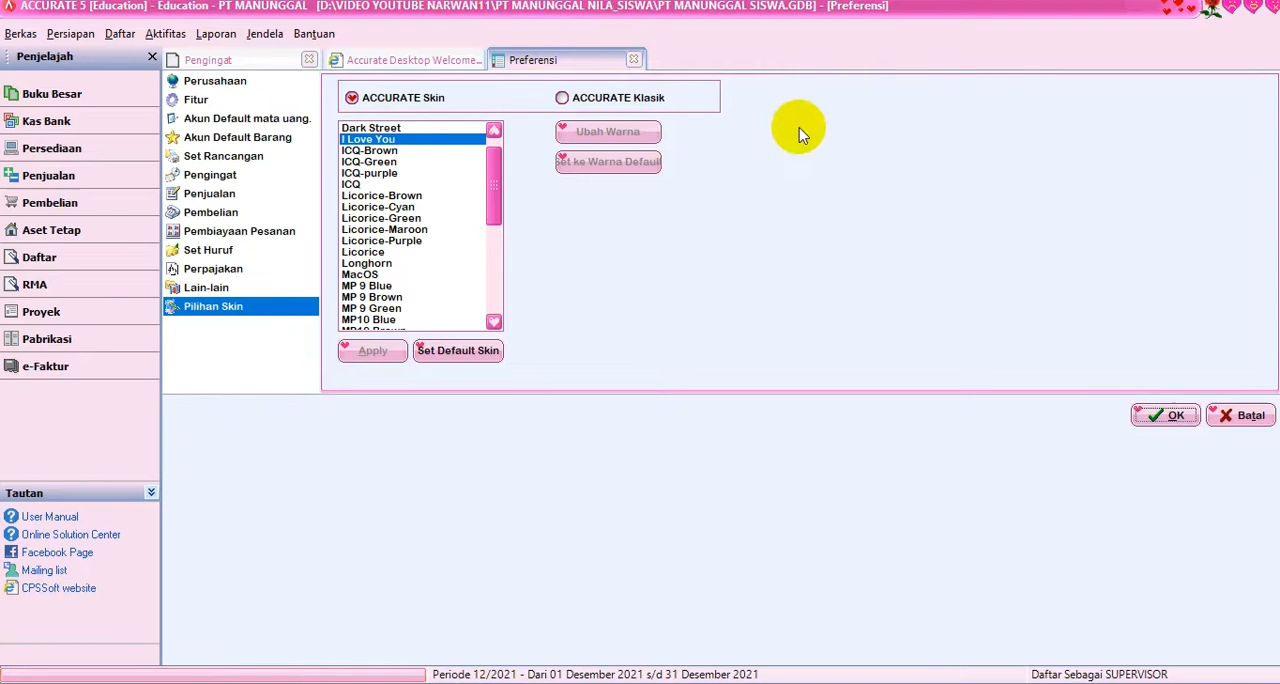 ACCURATE 5 [Education] - Education - PT MANUNGGAL [D:\VIDEO YOUTUBE NARWAN11\PT MANUNGGAL NILA_SISWA\PT MANUNGGAL SISWA.GDB] - [Preferensi]
Berkas Persiapan Daftar Aktifitas Laporan Jendela Bantuan
Penjelajah
Pengingat
Accurate Desktop Welcome...
Preferensi
Buku Besar
Kas Bank
Persediaan
Penjualan
Pembelian
Aset Tetap
Daftar
RMA
Proyek
Pabrikasi
e-Faktur
Tautan
User Manual
Online Solution Center
Facebook Page
Mailing list
CPSSoft website
Perusahaan
Fitur
Akun Default mata uang.
Akun Default Barang
Set Rancangan
Pengingat
Penjualan
Pembelian
Pembiayaan Pesanan
Set Huruf
Perpajakan
Lain-lain
Pilihan Skin
ACCURATE Skin
ACCURATE Klasik
Dark Street
I Love You
ICQ-Brown
ICQ-Green
ICQ-purple
ICQ
Licorice-Brown
Licorice-Cyan
Licorice-Green
Licorice-Maroon
Licorice-Purple
Licorice
Longhorn
MacOS
MP 9 Blue
MP 9 Brown
MP 9 Green
MP10 Blue
MP10 Brown
Ubah Warna
Set ke Warna Defaul
Apply
Set Default Skin
OK
Batal
Periode 12/2021 - Dari 01 Desember 2021 s/d 31 Desember 2021
Daftar Sebagai SUPERVISOR